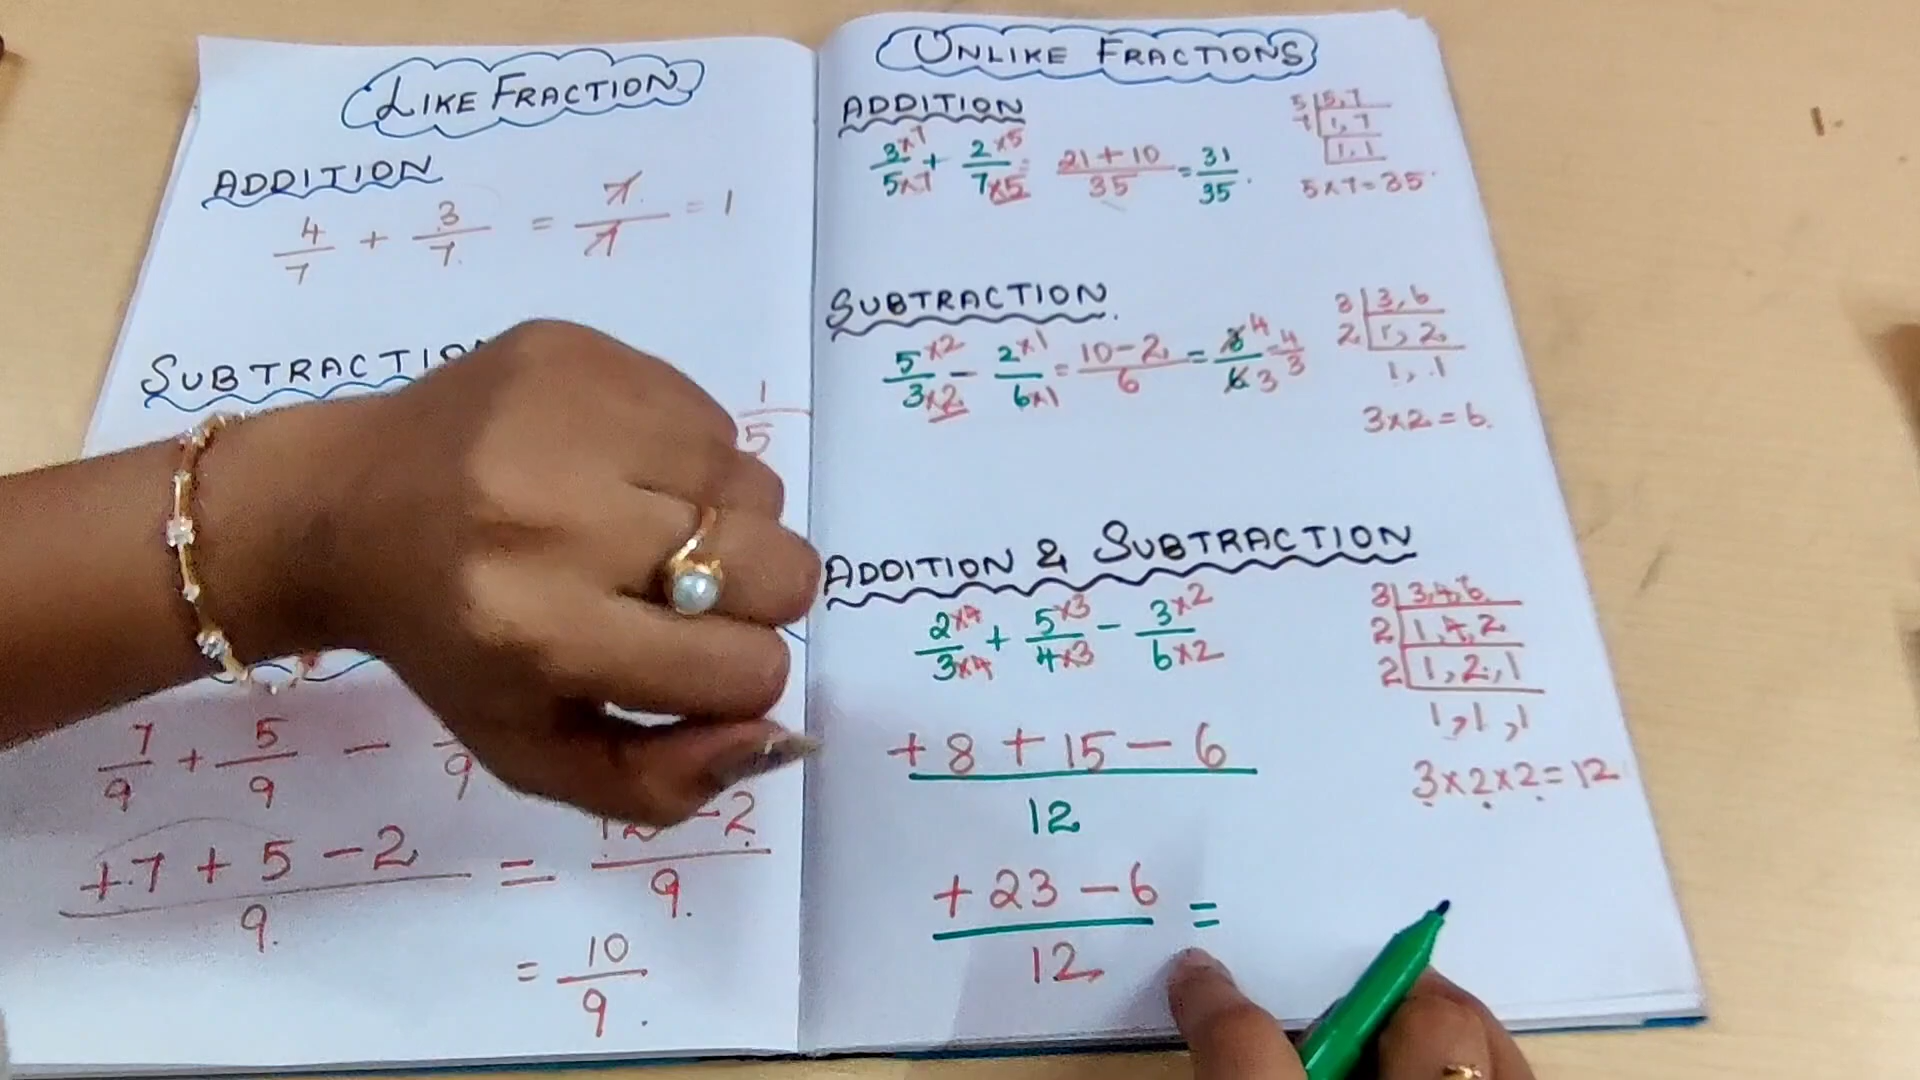 LIKE FRACTION
ADDITION
4/7 + 3/7 = 7/7 = 1
1/5
7/9 + 5/9 - /9
+7 + 5 - 2 / 9 = 12 - 2 / 9.
= 10/9.
UNLIKE FRACTIONS
ADDITION
3×7/5×7 + 2×5/7×5 = 21 + 10 / 35 = 31/35.
5 | 5, 7
7 | 1, 7
1, 1
5 × 7 = 35
SUBTRACTION
5×2/3×2 - 2×1/6×1 = 10 - 2 / 6 = 8 4/6 3 = 4/3
3 | 3, 6
2 | 1, 2
1, 1
3×2 = 6.
ADDITION & SUBTRACTION
2×4/3×4 + 5×3/4×3 - 3×2/6×2
+ 8 + 15 - 6 / 12
+ 23 - 6 / 12 =
3 | 3, 4, 6
2 | 1, 4, 2
2 | 1, 2, 1
1, 1, 1
3 × 2 × 2 = 12